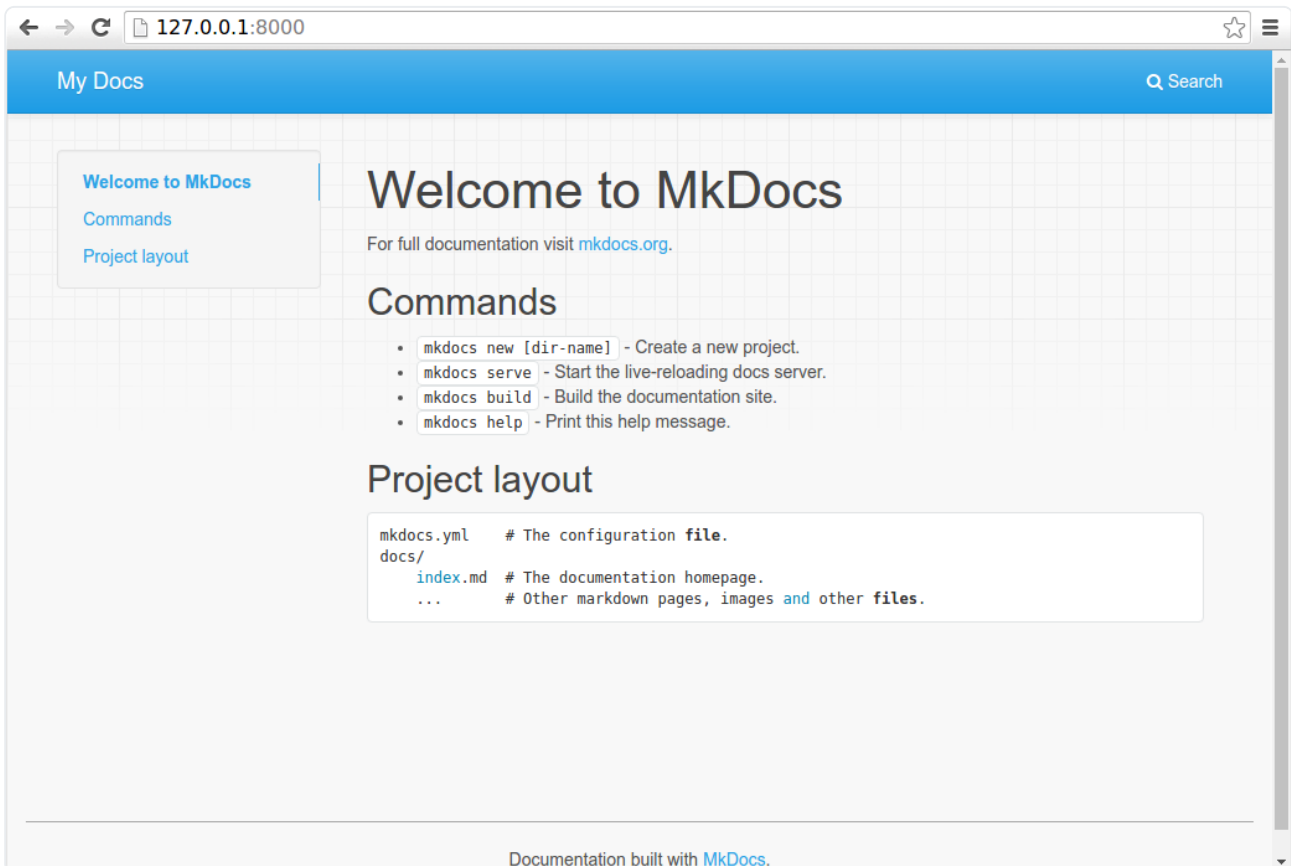 127.0.0.1:8000
My Docs
Search
Welcome to MkDocs
Commands
Project layout
Welcome to MkDocs
For full documentation visit mkdocs.org.
Commands
mkdocs new [dir-name] - Create a new project.
mkdocs serve - Start the live-reloading docs server.
mkdocs build - Build the documentation site.
mkdocs help - Print this help message.
Project layout
mkdocs.yml    # The configuration file.
docs/
    index.md  # The documentation homepage.
    ...       # Other markdown pages, images and other files.
Documentation built with MkDocs.